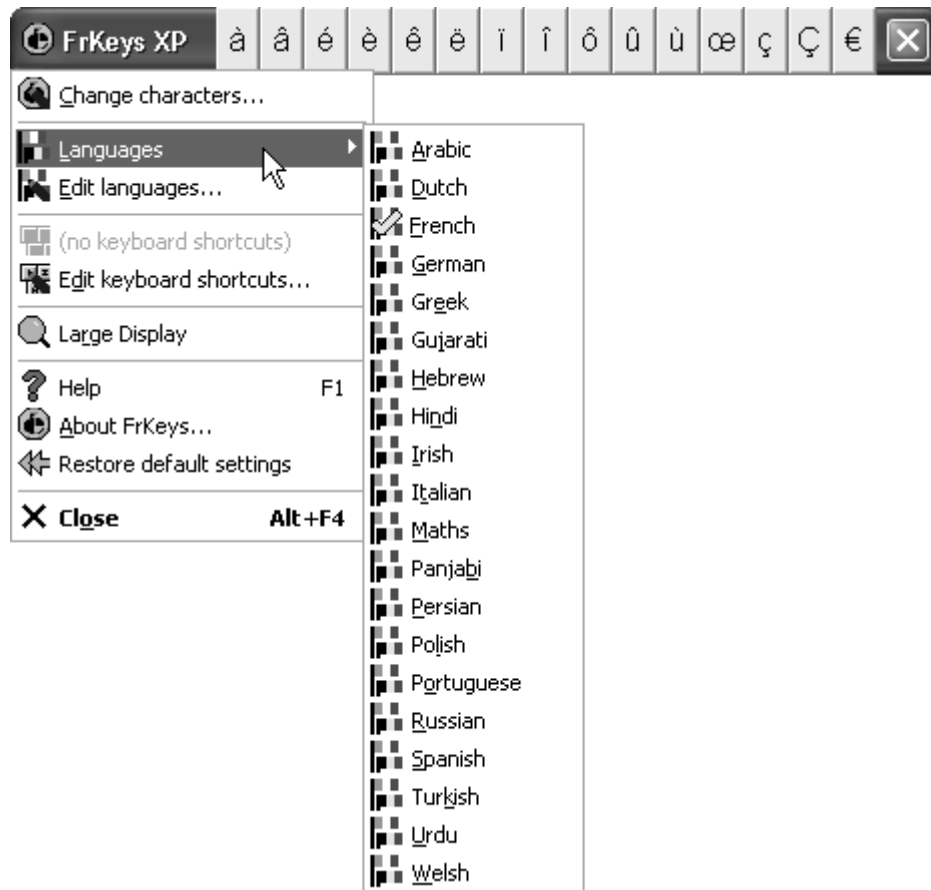 FrKeys XP à â é è ê ë ï î ô û ù œ ç Ç €
Change characters...
Languages
Edit languages...
(no keyboard shortcuts)
Edit keyboard shortcuts...
Large Display
Help F1
About FrKeys...
Restore default settings
Close Alt+F4
Arabic
Dutch
French
German
Greek
Gujarati
Hebrew
Hindi
Irish
Italian
Maths
Panjabi
Persian
Polish
Portuguese
Russian
Spanish
Turkish
Urdu
Welsh